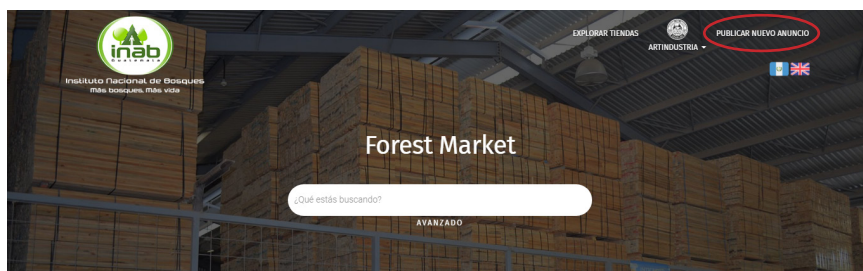 inab
Guatemala
Instituto Nacional de Bosques
Más bosques, Más vida
EXPLORAR TIENDAS
ARTINDUSTRIA
PUBLICAR NUEVO ANUNCIO
Forest Market
¿Qué estás buscando?
AVANZADO